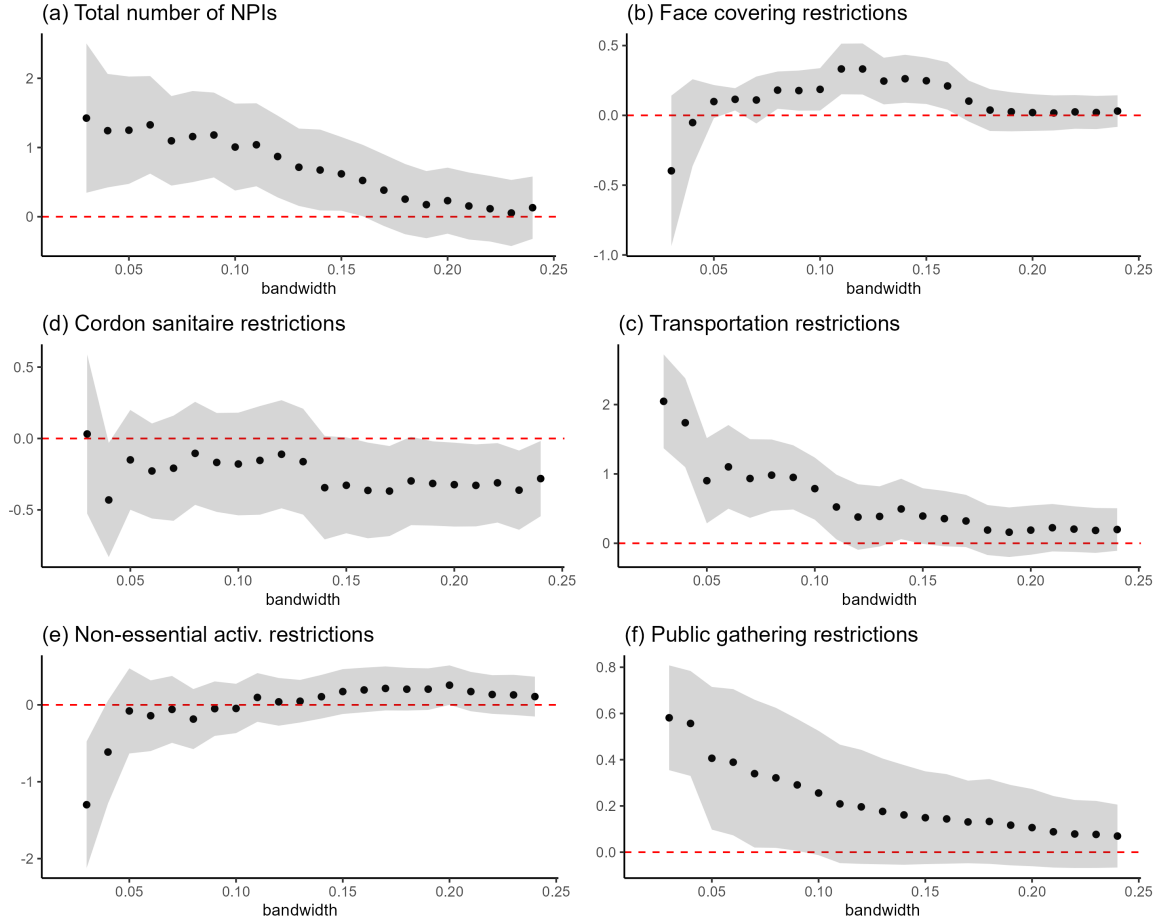 (a) Total number of NPIs
2
1
0
0.05 0.10 0.15 0.20 0.25
bandwidth
(b) Face covering restrictions
0.5
0.0
-0.5
-1.0
0.05 0.10 0.15 0.20 0.25
bandwidth
(d) Cordon sanitaire restrictions
0.5
0.0
-0.5
0.05 0.10 0.15 0.20 0.25
bandwidth
(c) Transportation restrictions
2
1
0
0.05 0.10 0.15 0.20 0.25
bandwidth
(e) Non-essential activ. restrictions
0
-1
-2
0.05 0.10 0.15 0.20 0.25
bandwidth
(f) Public gathering restrictions
0.8
0.6
0.4
0.2
0.0
0.05 0.10 0.15 0.20 0.25
bandwidth